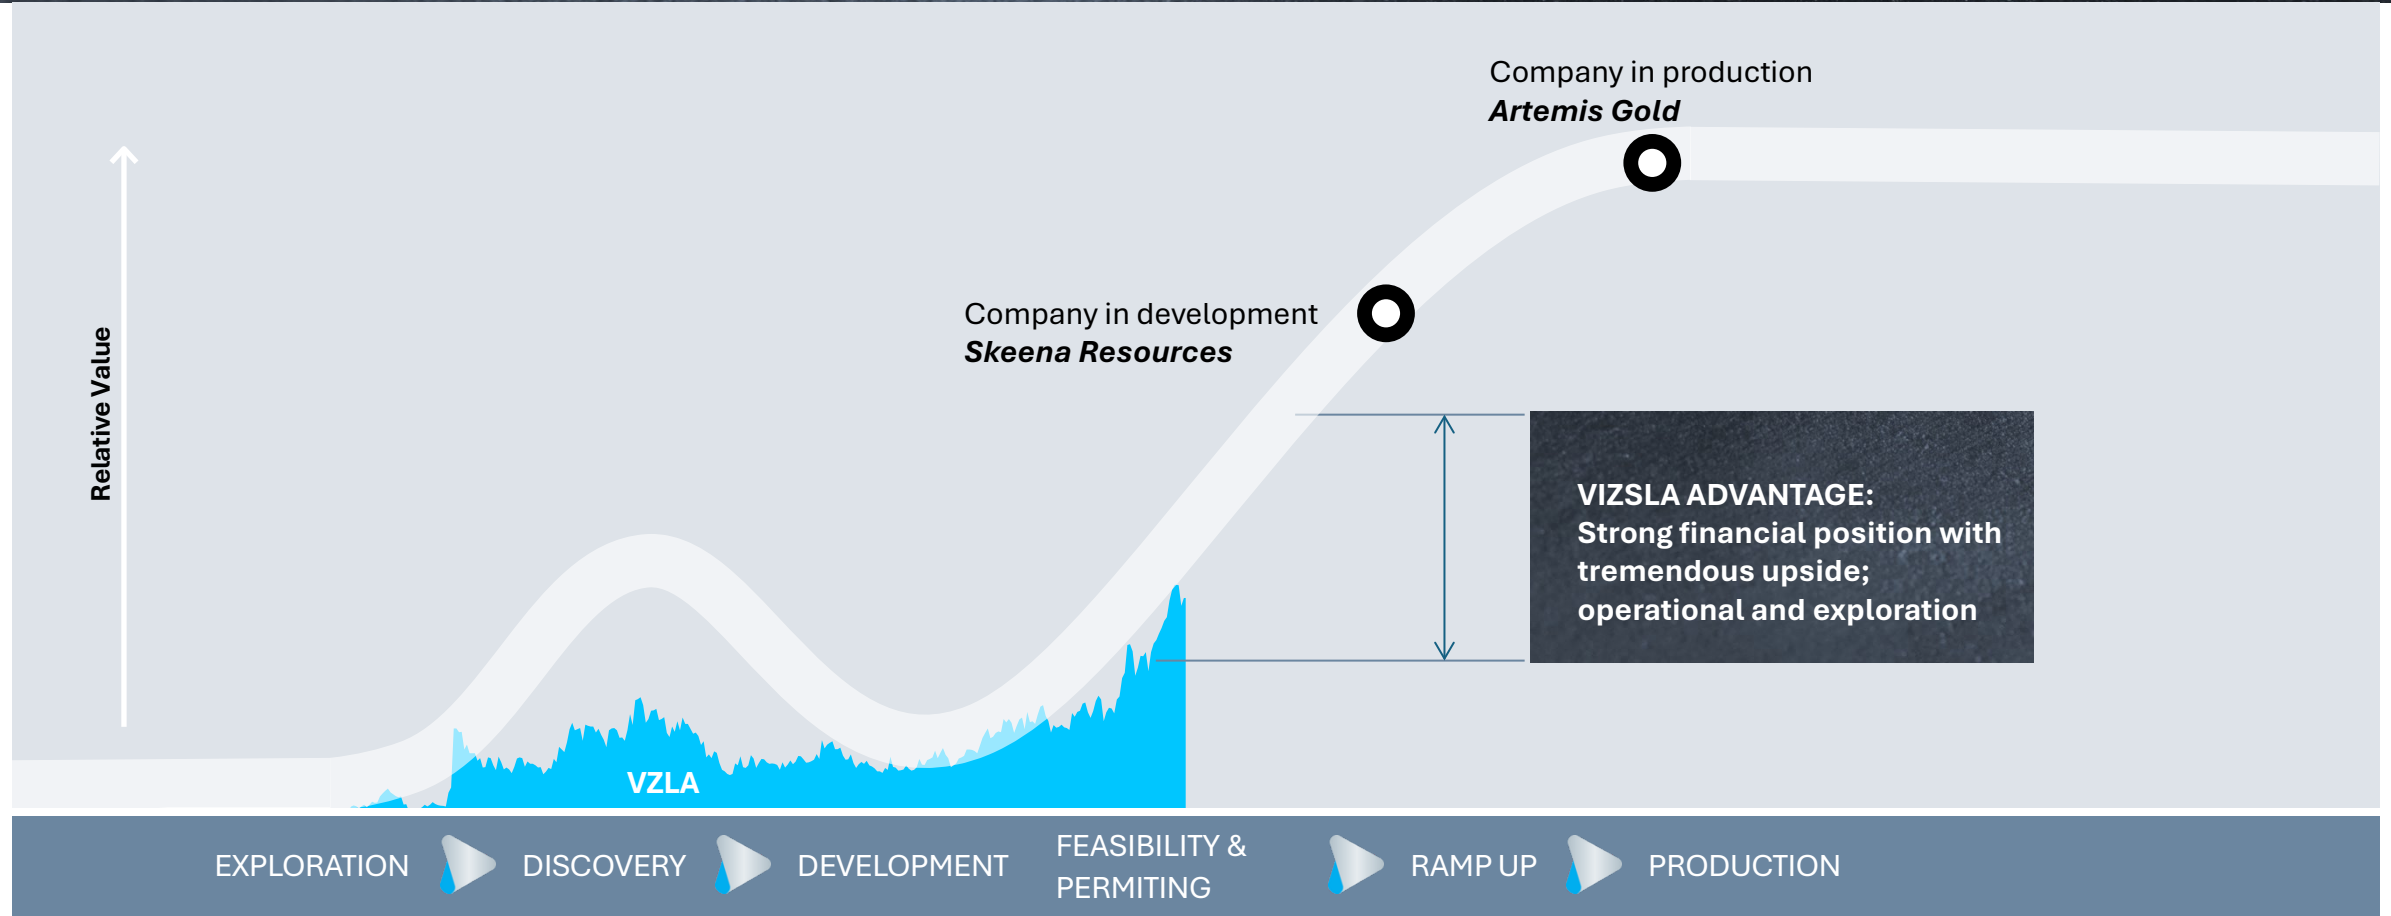 Company in production
Artemis Gold
Company in development
Skeena Resources
Relative Value
VIZSLA ADVANTAGE:
Strong financial position with
tremendous upside;
operational and exploration
VZLA
EXPLORATION
DISCOVERY
DEVELOPMENT
FEASIBILITY &
PERMITING
RAMP UP
PRODUCTION